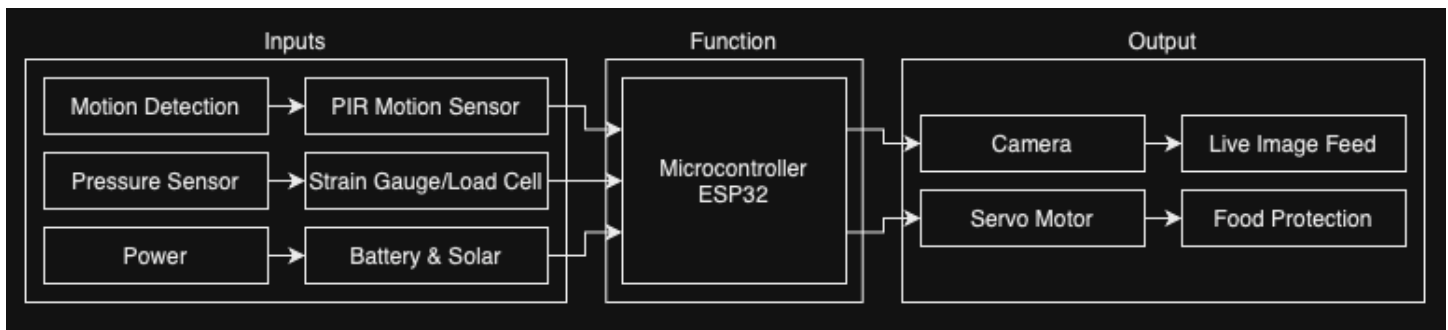 Inputs
Function
Output
Motion Detection
PIR Motion Sensor
Pressure Sensor
Strain Gauge/Load Cell
Power
Battery & Solar
Microcontroller
ESP32
Camera
Live Image Feed
Servo Motor
Food Protection